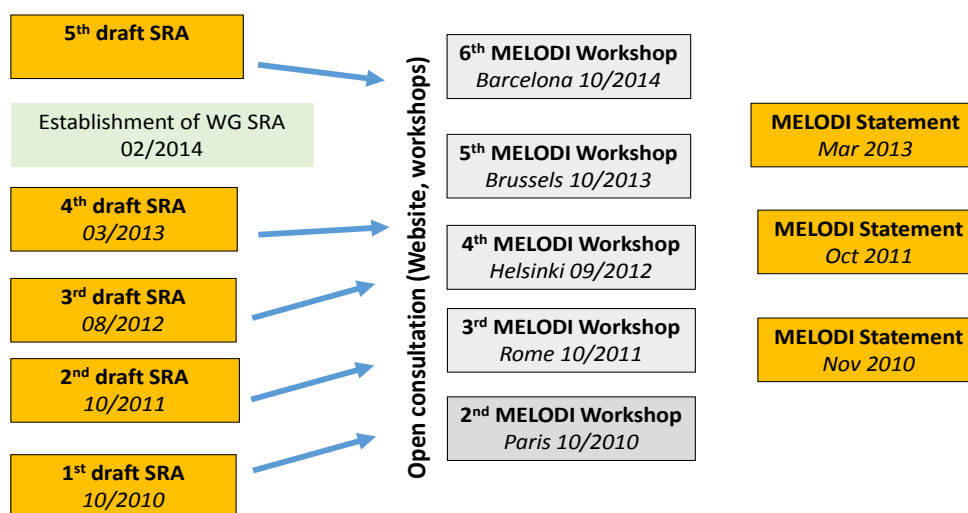 5th draft SRA
Establishment of WG SRA
02/2014
4th draft SRA
03/2013
3rd draft SRA
08/2012
2nd draft SRA
10/2011
1st draft SRA
10/2010
Open consultation (Website, workshops)
6th MELODI Workshop
Barcelona 10/2014
5th MELODI Workshop
Brussels 10/2013
4th MELODI Workshop
Helsinki 09/2012
3rd MELODI Workshop
Rome 10/2011
2nd MELODI Workshop
Paris 10/2010
MELODI Statement
Mar 2013
MELODI Statement
Oct 2011
MELODI Statement
Nov 2010